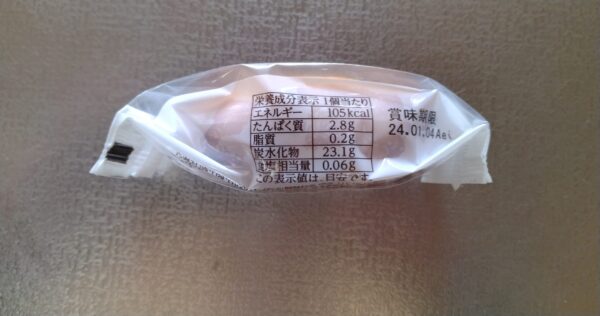 栄養成分表示 1個当たり
エネルギー 105kcal
たんぱく質 2.8g
脂質 0.2g
炭水化物 23.1g
食塩相当量 0.06g
この表示値は、目安です。
賞味期限
24.01.04